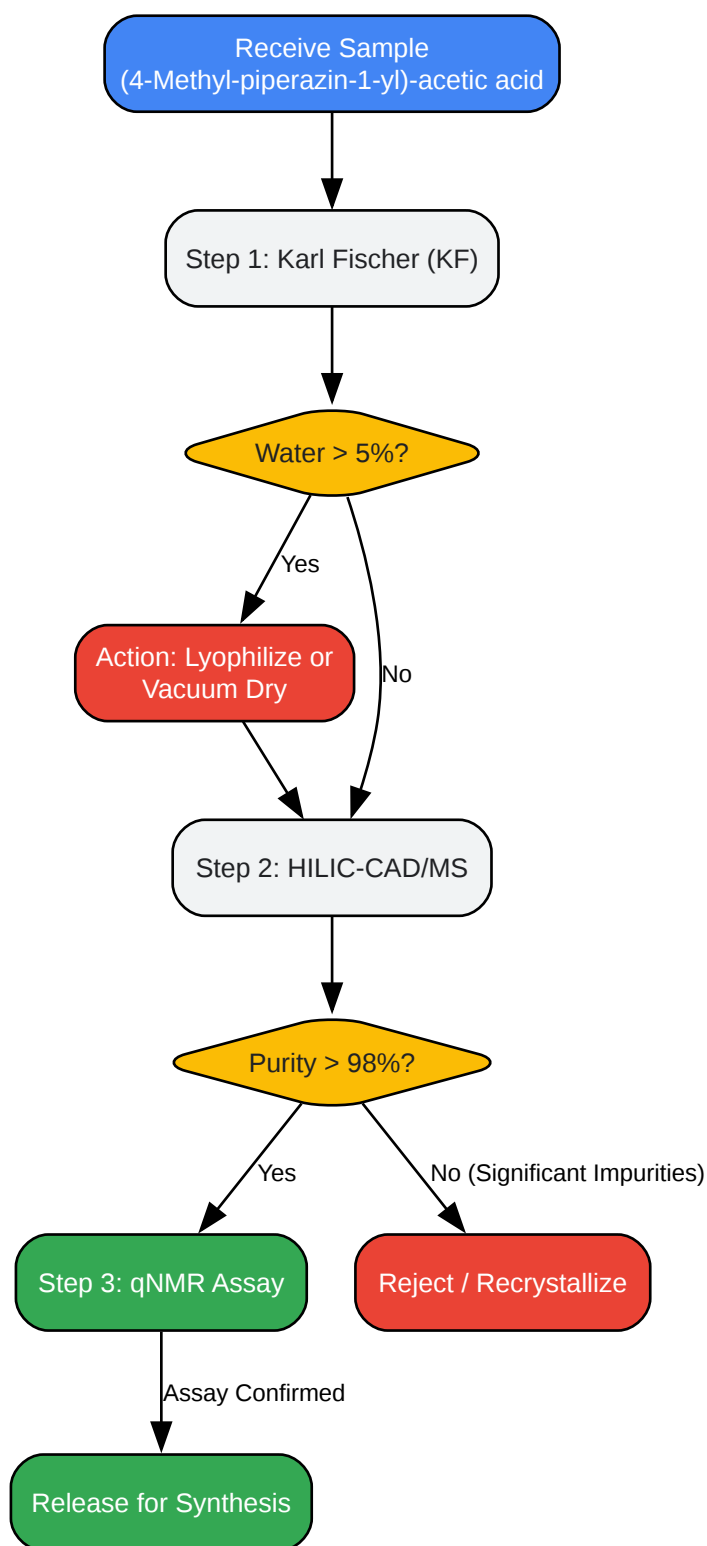 Receive Sample
(4-Methyl-piperazin-1-yl)-acetic acid
Step 1: Karl Fischer (KF)
Water > 5%?
Yes
Action: Lyophilize or
Vacuum Dry
No
Step 2: HILIC-CAD/MS
Purity > 98%?
Yes
No (Significant Impurities)
Step 3: qNMR Assay
Reject / Recrystallize
Assay Confirmed
Release for Synthesis